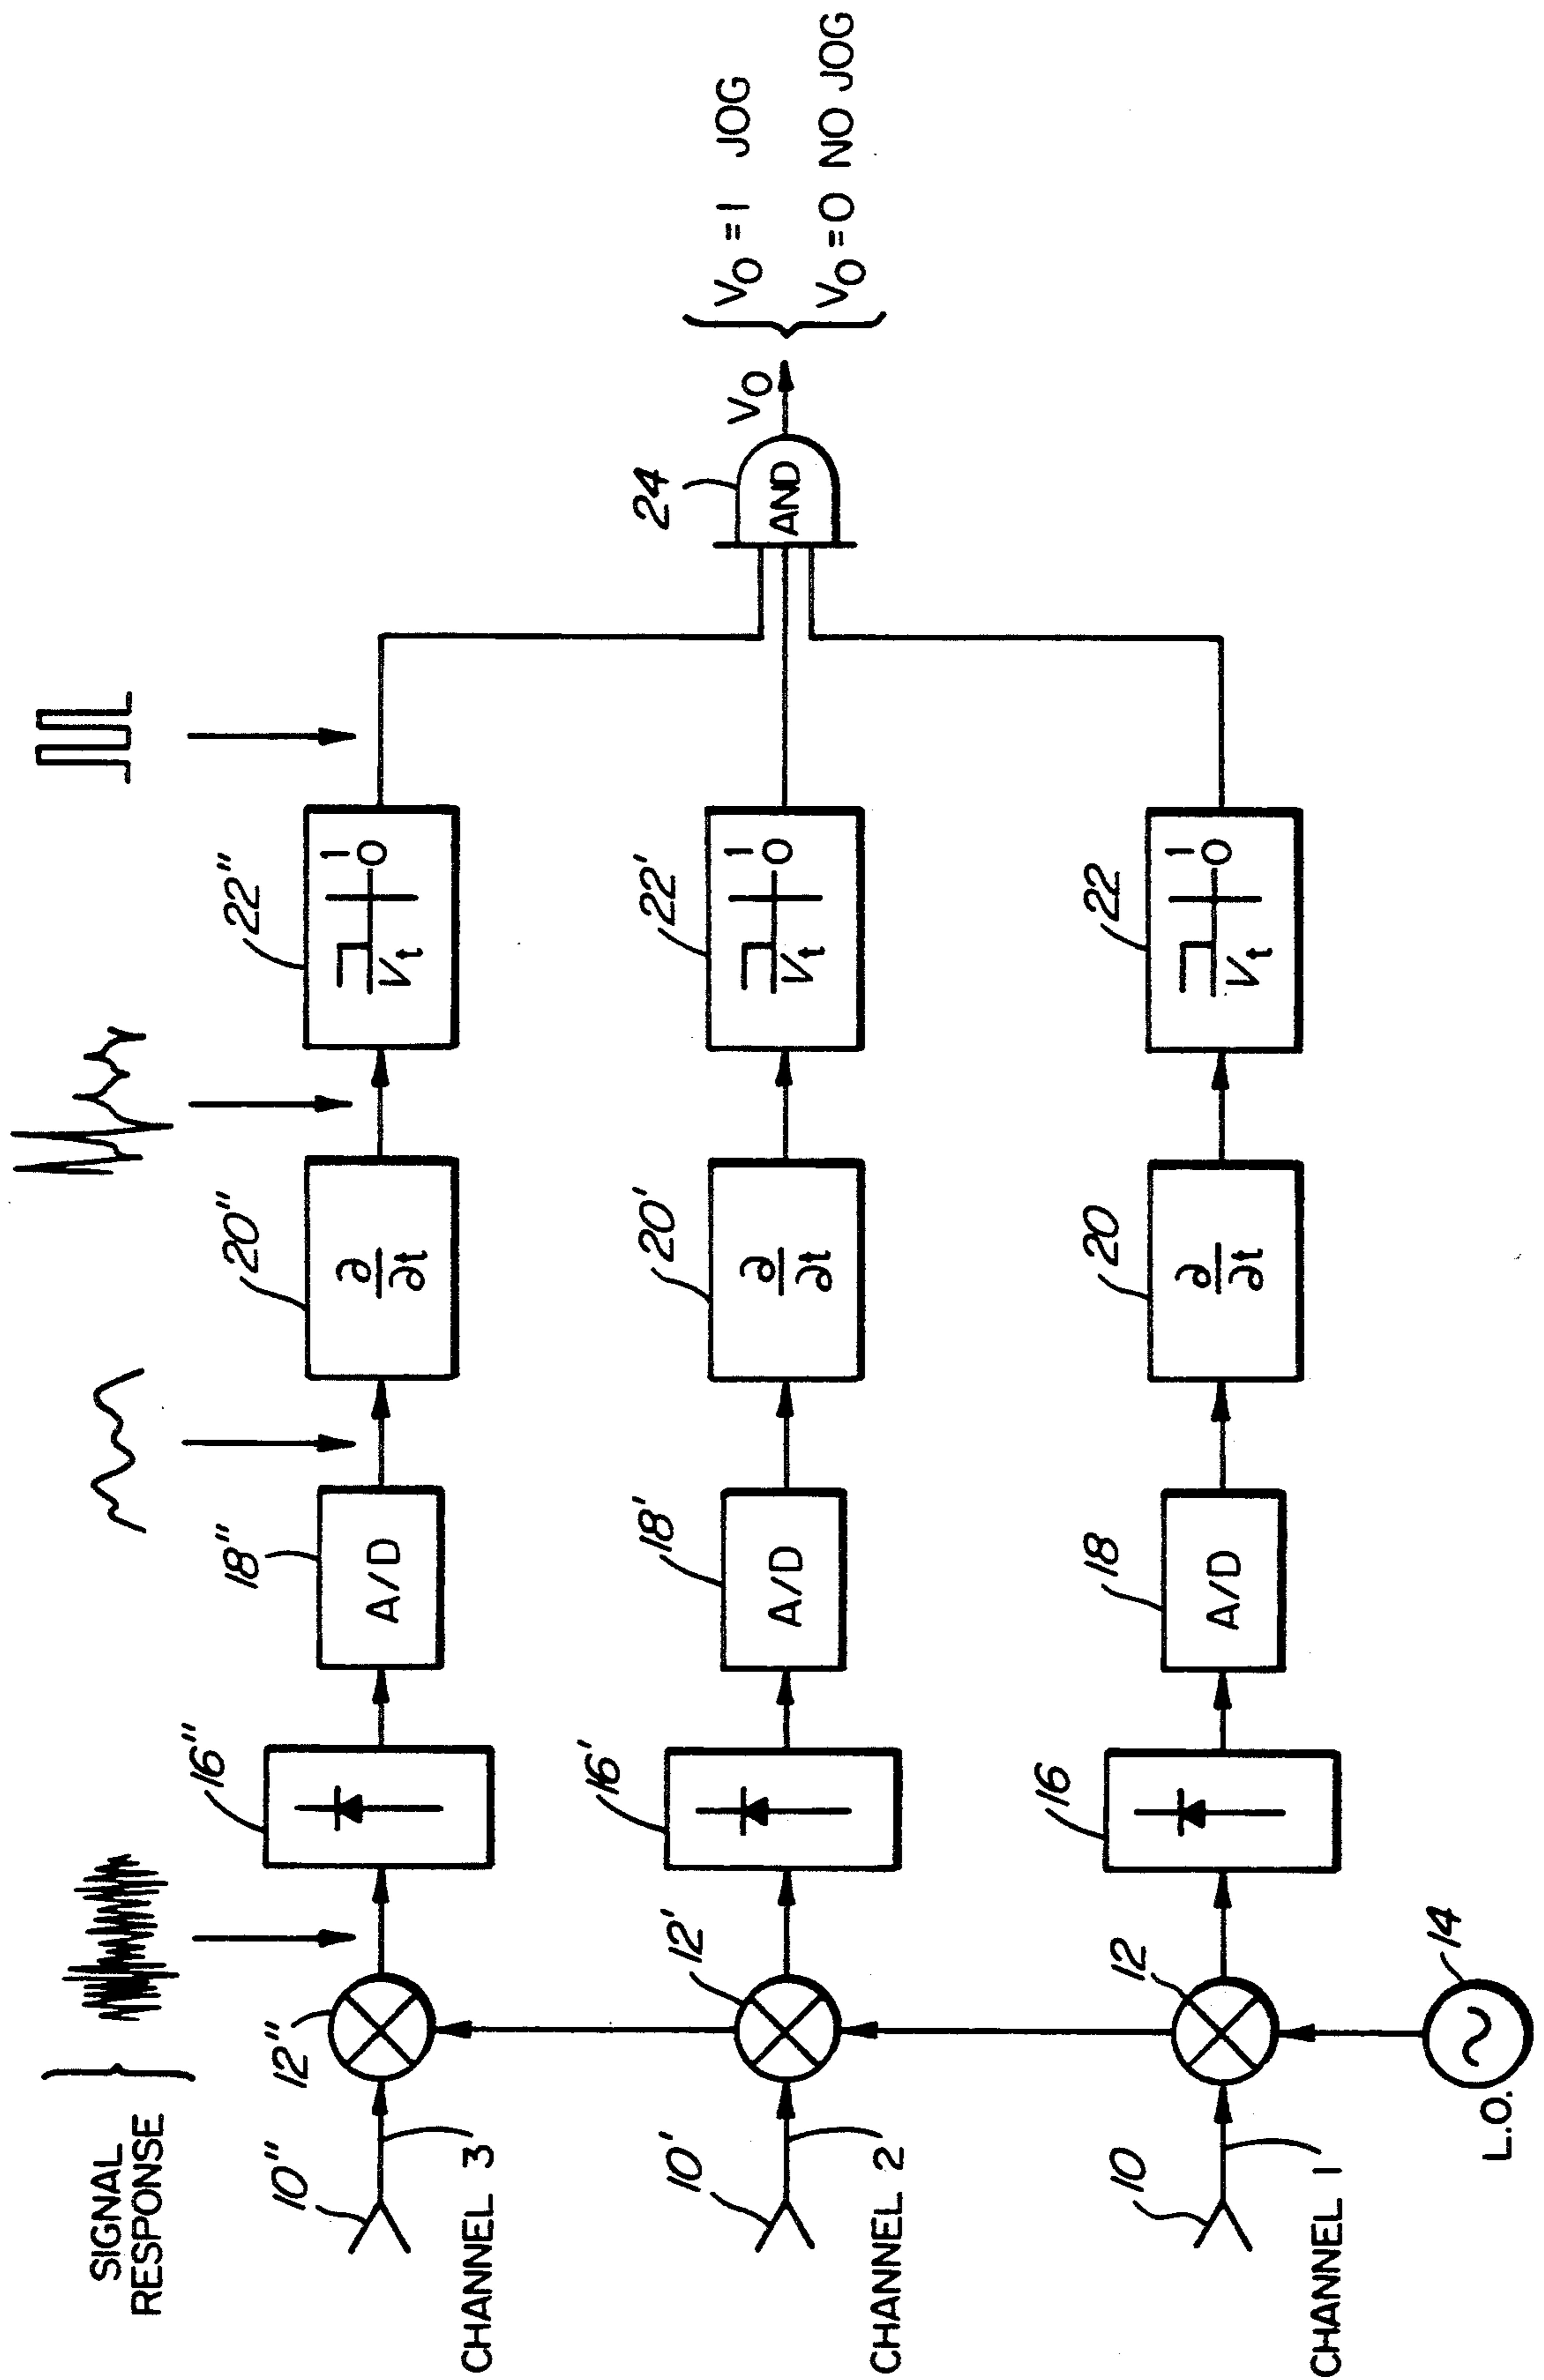 SIGNAL
RESPONSE
10"
12"
16"
18"
A/D
20"
∂
∂t
22"
1
0
Vt
CHANNEL 3
10'
12'
16'
18'
A/D
20'
∂
∂t
22'
1
0
Vt
CHANNEL 2
24
AND
VO
VO = 1 JOG
VO = 0 NO JOG
10
12
16
18
A/D
20
∂
∂t
22
1
0
Vt
CHANNEL 1
14
L.O.